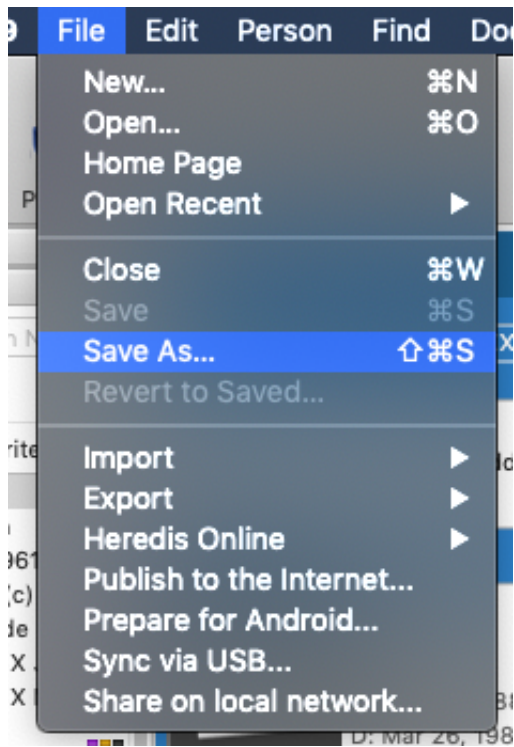 File Edit Person Find
New... ⌘N
Open... ⌘O
Home Page
Open Recent ▶
Close ⌘W
Save ⌘S
Save As... ⇧⌘S
Revert to Saved...
Import ▶
Export ▶
Heredis Online ▶
Publish to the Internet...
Prepare for Android...
Sync via USB...
Share on local network...
D: Mar 26, 198